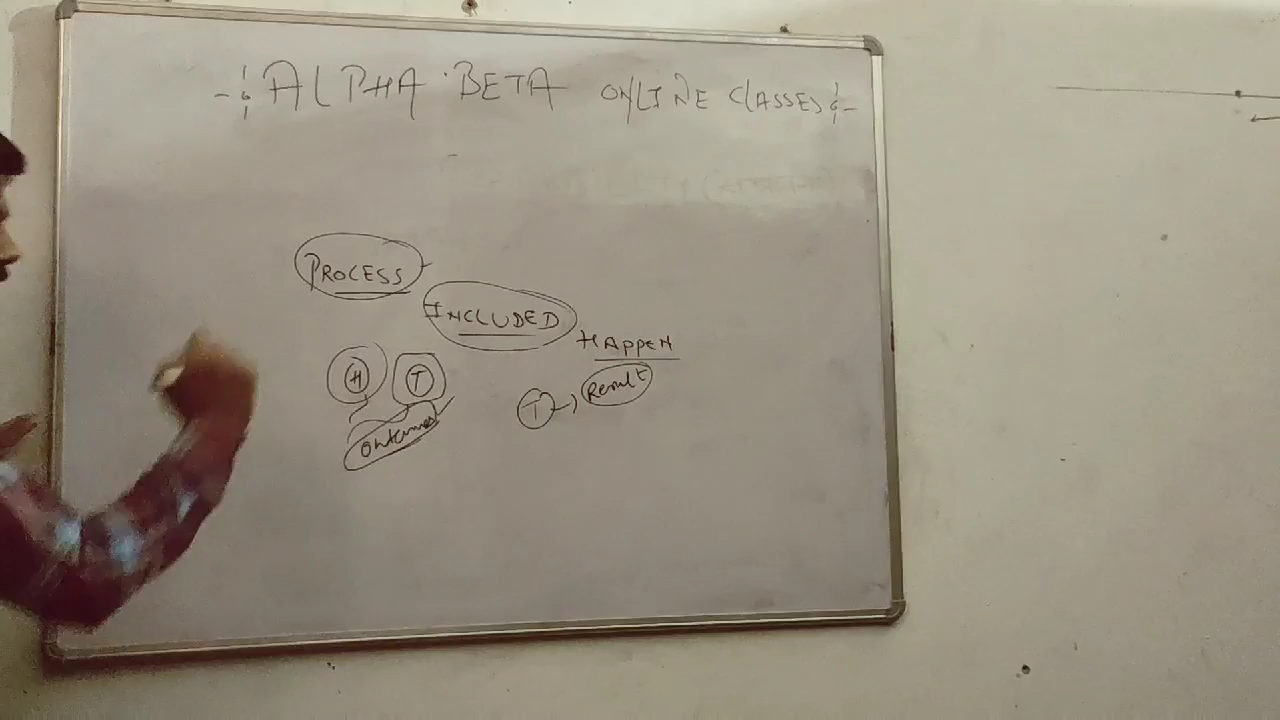 -:ALPHA·BETA ONLINE CLASSES:-
PROCESS
INCLUDED
HAPPEN
H T
T → Result
outcomes